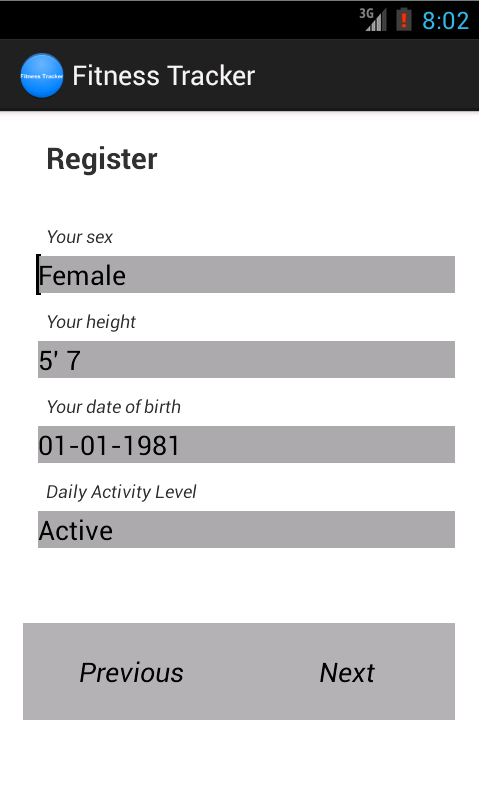 3G
8:02
Fitness Tracker
Fitness Tracker
Register
Your sex
Female
Your height
5' 7
Your date of birth
01-01-1981
Daily Activity Level
Active
Previous
Next